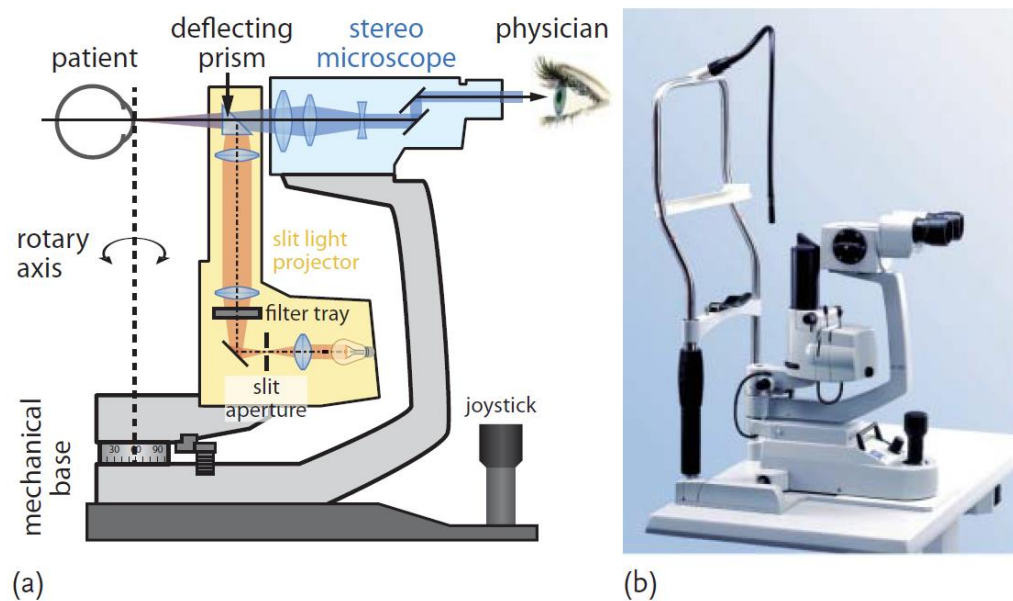 patient
deflecting
prism
stereo
microscope
physician
rotary
axis
slit light
projector
filter tray
slit
aperture
joystick
mechanical
base
30 60 90
(a)
(b)